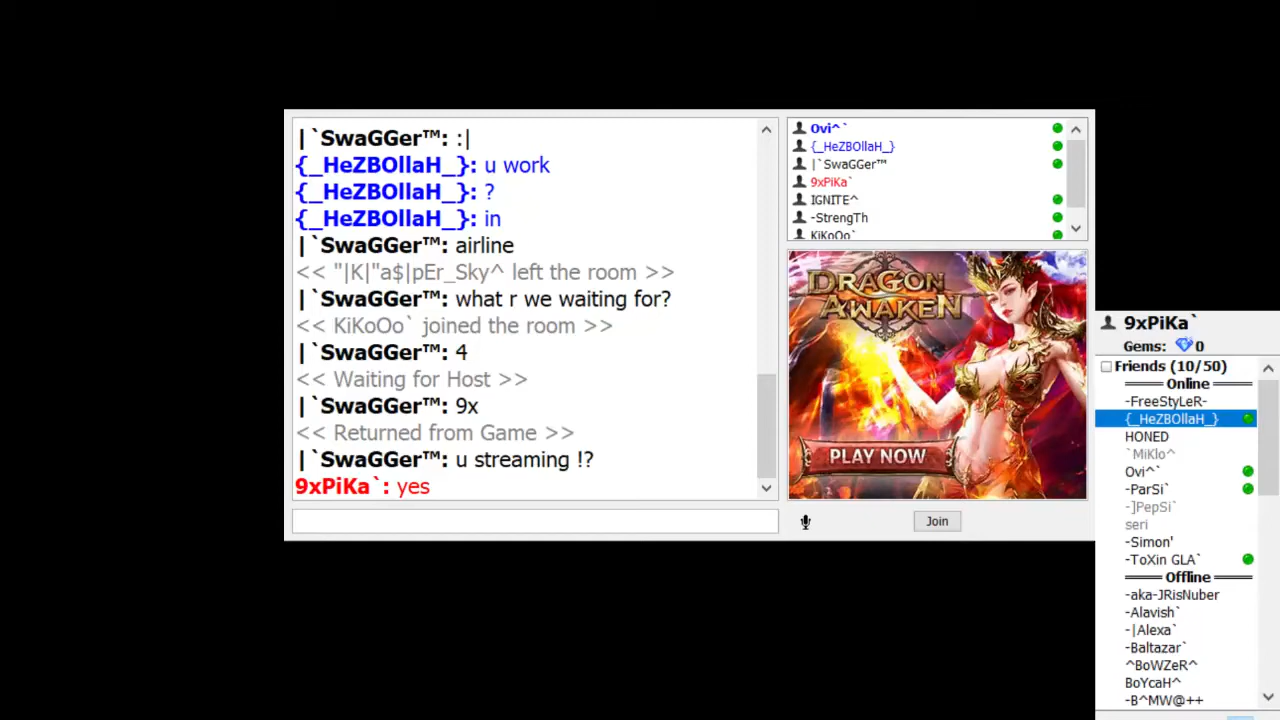 |`SwaGGer™: :|
{_HeZBOllaH_}: u work
{_HeZBOllaH_}: ?
{_HeZBOllaH_}: in
|`SwaGGer™: airline
<< "|K|"a$|pEr_Sky^ left the room >>
|`SwaGGer™: what r we waiting for?
<< KiKoOo` joined the room >>
|`SwaGGer™: 4
<< Waiting for Host >>
|`SwaGGer™: 9x
<< Returned from Game >>
|`SwaGGer™: u streaming !?
9xPiKa`: yes
Ovi^`
{_HeZBOllaH_}
|`SwaGGer™
9xPiKa`
IGNITE^
-StrengTh
KiKoOo`
DRAGON
AWAKEN
PLAY NOW
Join
9xPiKa`
Gems: 0
Friends (10/50)
Online
-FreeStyLeR-
{_HeZBOllaH_}
HONED
`MiKlo^
Ovi^`
-ParSi`
-]PepSi`
seri
-Simon'
-ToXin GLA`
Offline
-aka-JRisNuber
-Alavish`
-|Alexa`
-Baltazar`
^BoWZeR^
BoYcaH^
-B^MW@++